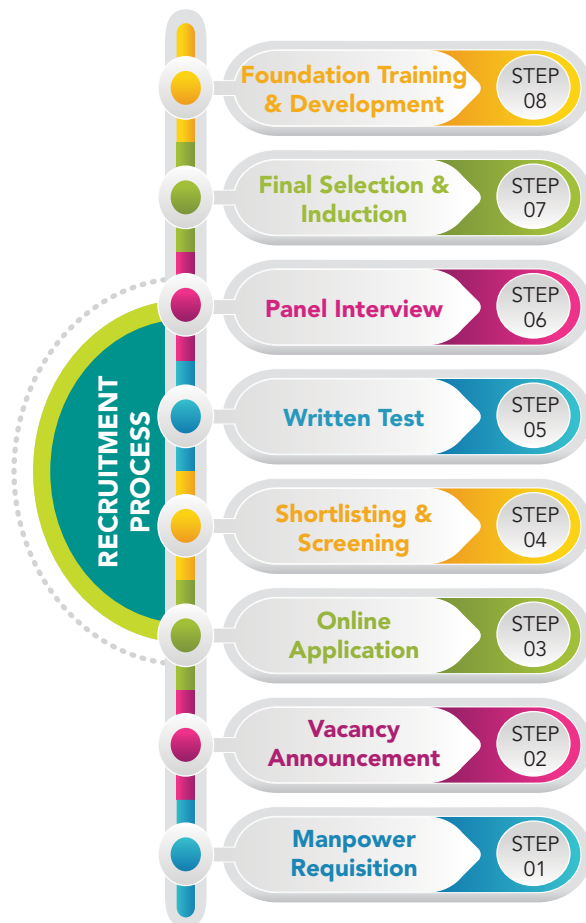 Foundation Training
& Development
STEP
08
Final Selection &
Induction
STEP
07
Panel Interview
STEP
06
RECRUITMENT
PROCESS
Written Test
STEP
05
Shortlisting &
Screening
STEP
04
Online
Application
STEP
03
Vacancy
Announcement
STEP
02
Manpower
Requisition
STEP
01